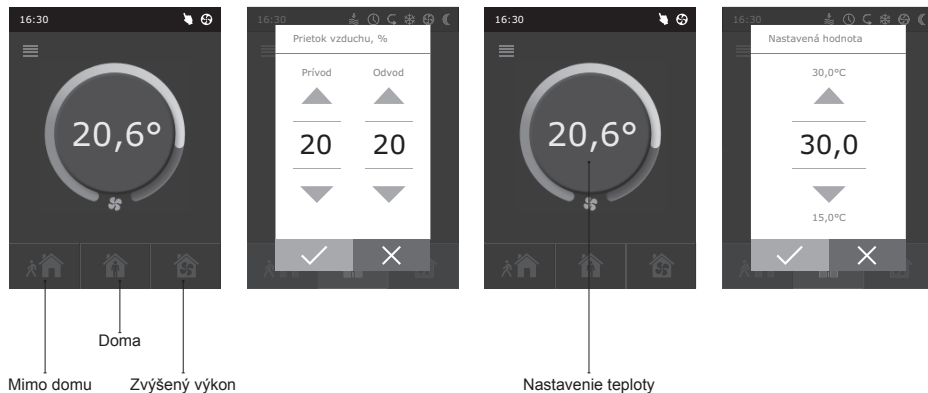 16:30
20,6°
Doma
Mimo domu
Zvýšený výkon
16:30
Prietok vzduchu, %
Prívod Odvod
20 20
16:30
20,6°
Nastavenie teploty
16:30
Nastavená hodnota
30,0°C
30,0
15,0°C